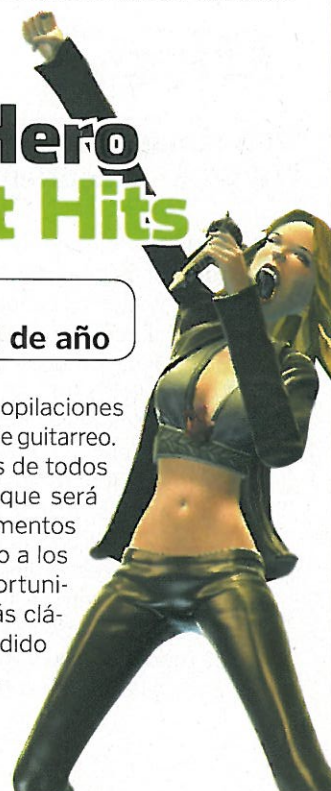 Hero
t Hits
de año
opilaciones
e guitarreo.
s de todos
que será
mentos
o a los
ortuni-
ás clá-
dido